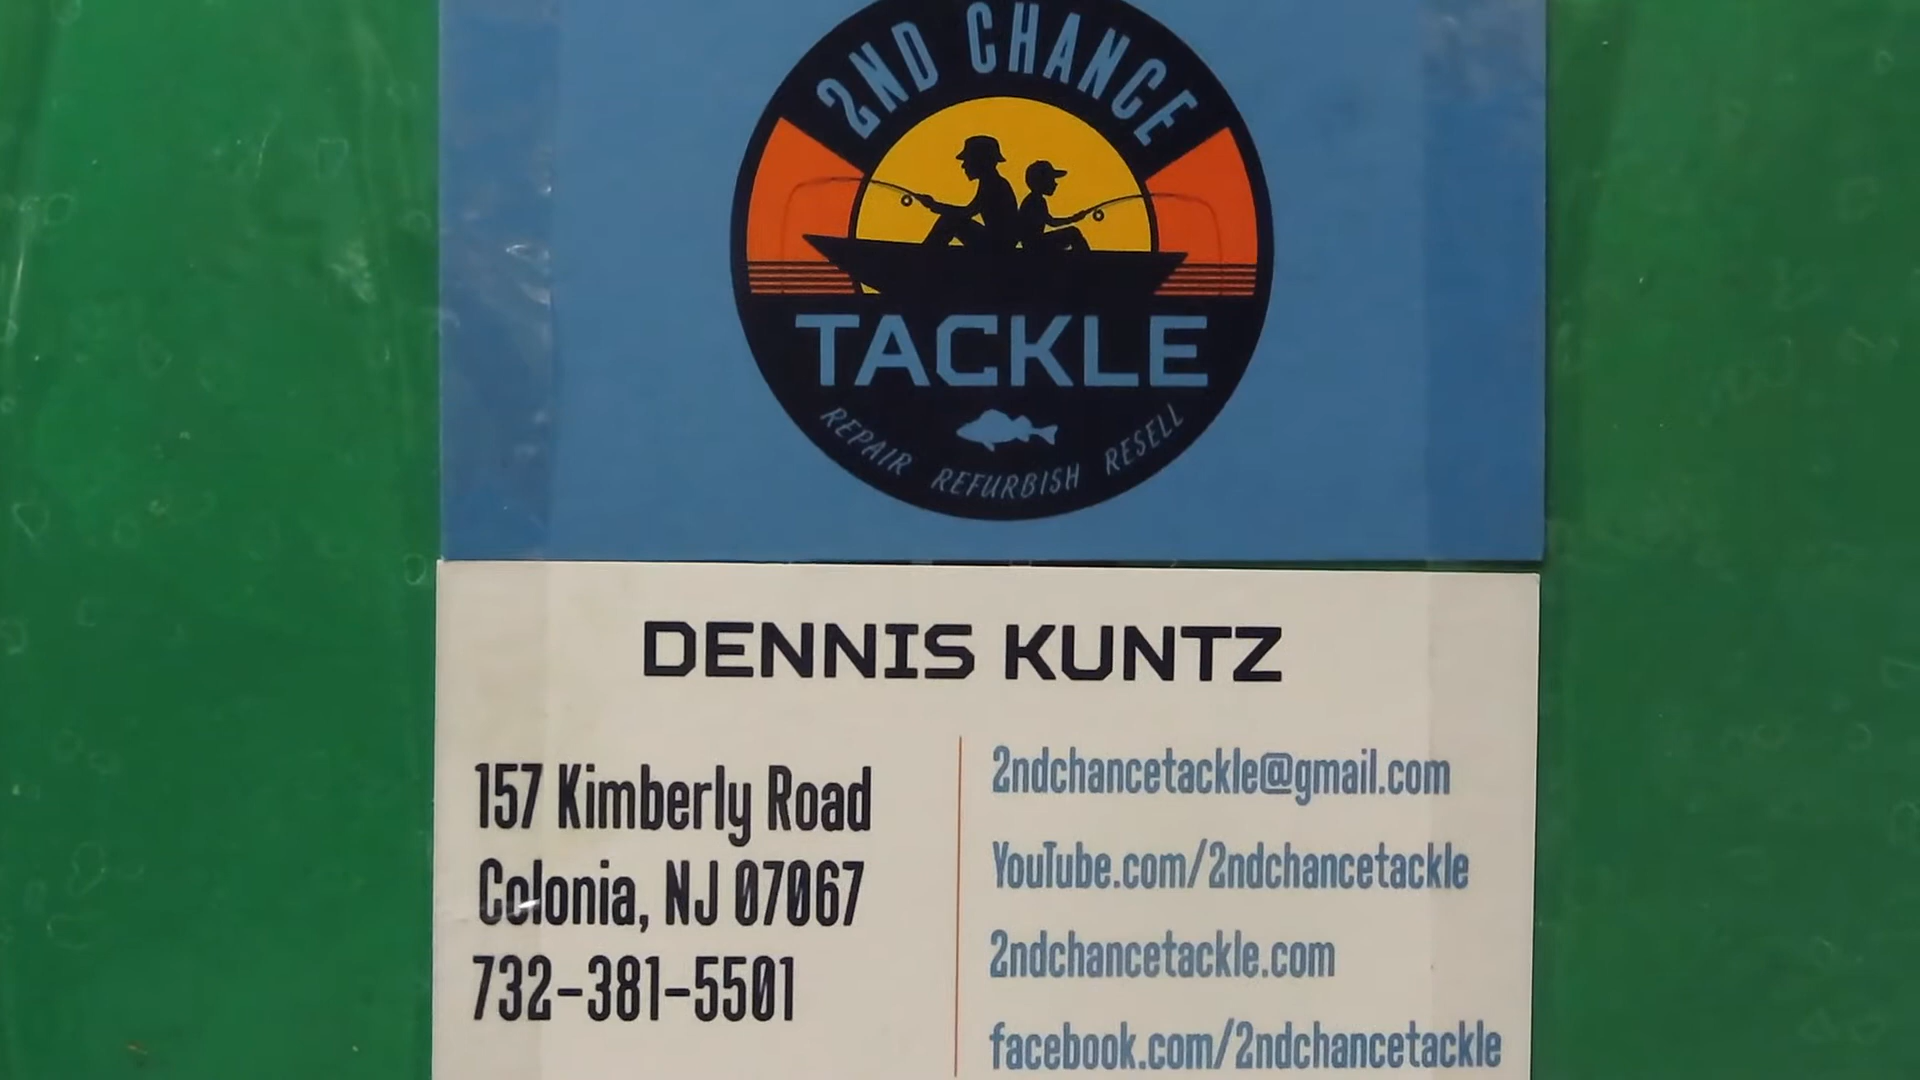 2ND CHANCE
TACKLE
REPAIR REFURBISH RESELL
DENNIS KUNTZ
157 Kimberly Road
Colonia, NJ 07067
732-381-5501
2ndchancetackle@gmail.com
YouTube.com/2ndchancetackle
2ndchancetackle.com
facebook.com/2ndchancetackle